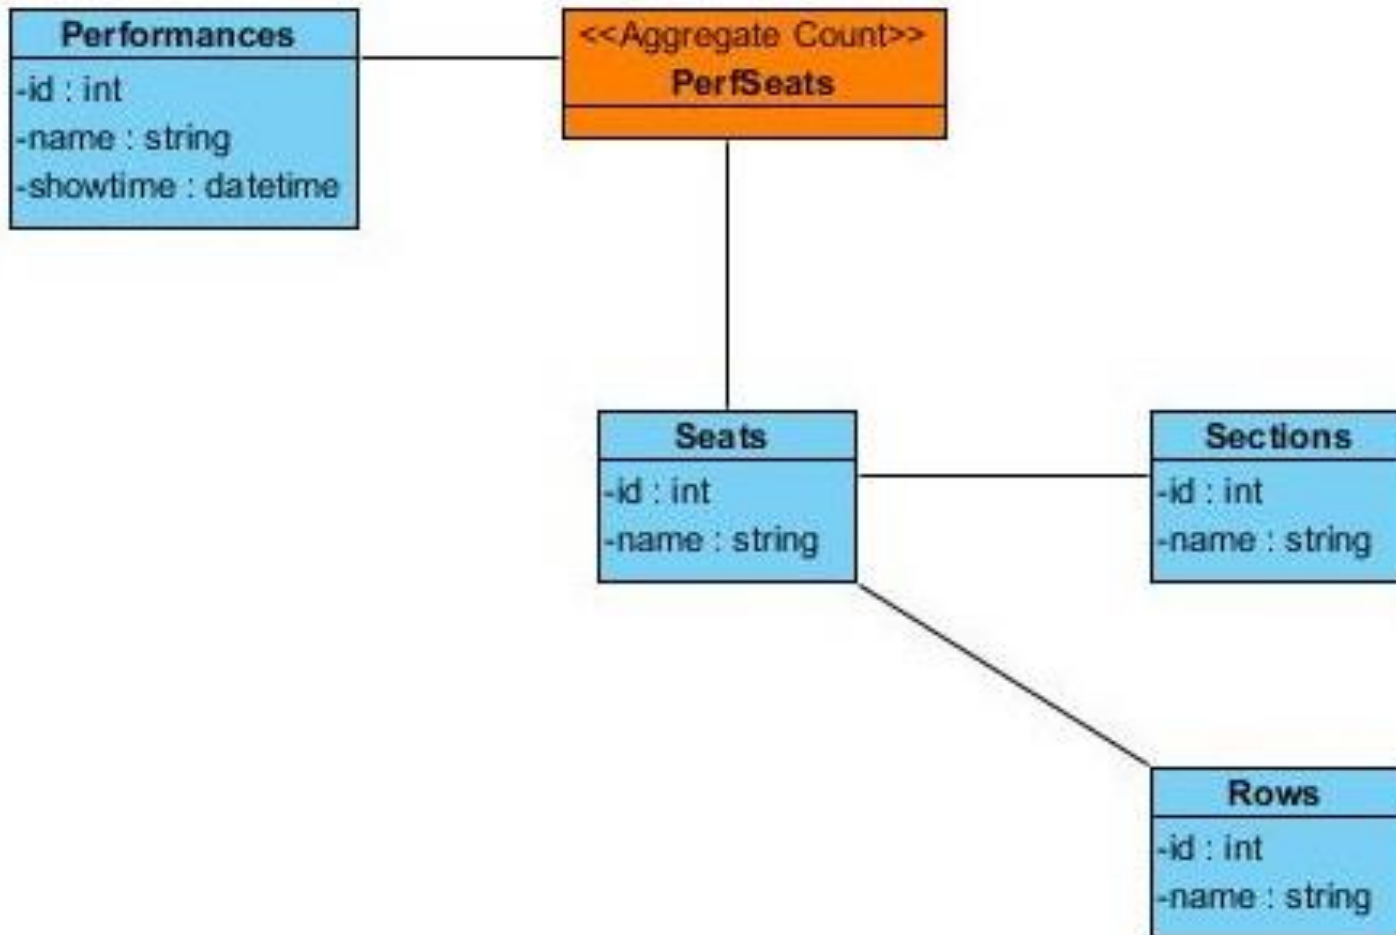 Performances
-id : int
-name : string
-showtime : datetime
<<Aggregate Count>>
PerfSeats
Seats
-id : int
-name : string
Sections
-id : int
-name : string
Rows
-id : int
-name : string